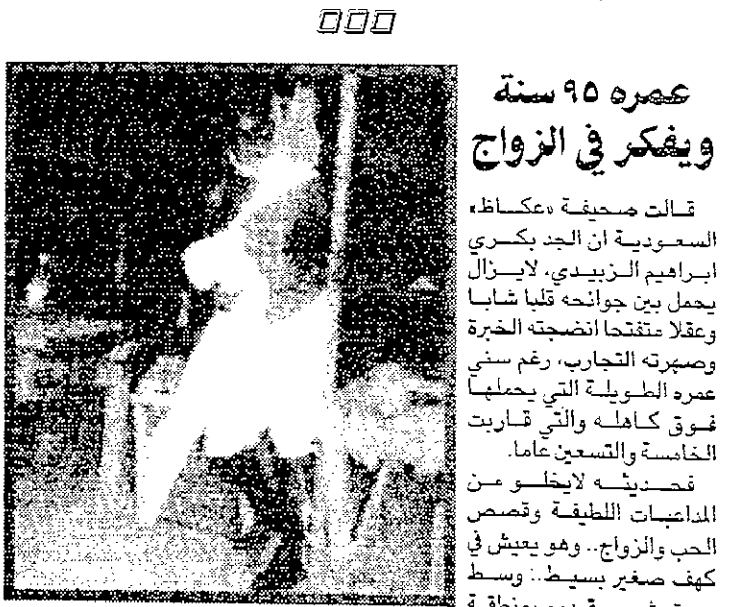 عمره ٩٥ سنة
ويفكر في الزواج
قالت صحيفة «عكاظ»
السعودية ان الجد بكري
ابراهيم الزبيدي، لايزال
يحمل بين جوانحه قلبا شابا
وعقلا متفتحا انضجته الخبرة
وصهرته التجارب، رغم سني
عمره الطويلة التي يحملها
فوق كاهله والتي قاربت
الخامسة والتسعين عاما.
فحديثه لايخلو من
المداعبات اللطيفة وقصص
الحب والزواج.. وهو يعيش في
كهف صغير بسيط.. وسط